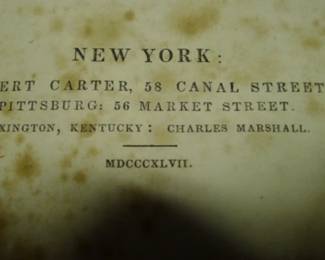 NEW YORK:
ERT CARTER, 58 CANAL STREET
PITTSBURG: 56 MARKET STREET.
XINGTON, KENTUCKY: CHARLES MARSHALL.
MDCCCXLVII.